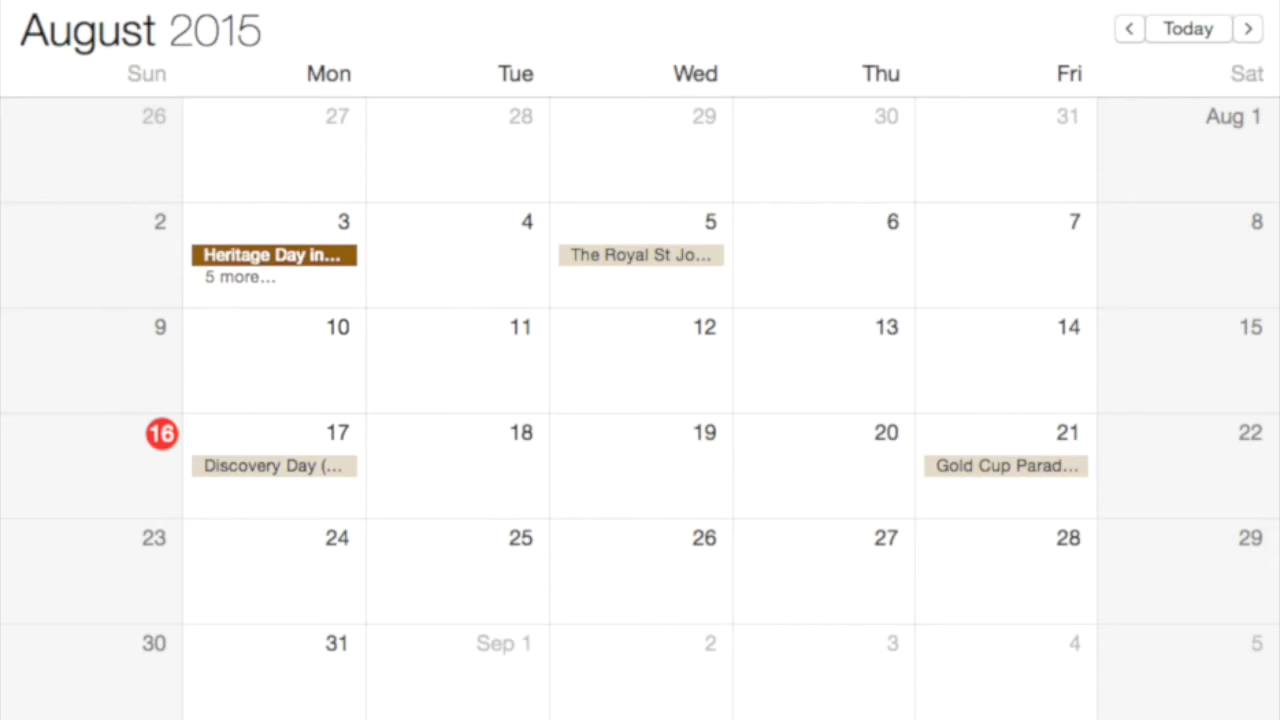 August 2015
< Today >
Sun Mon Tue Wed Thu Fri Sat
26 27 28 29 30 31 Aug 1
2 3 4 5 6 7 8
Heritage Day in... The Royal St Jo...
5 more...
9 10 11 12 13 14 15
16 17 18 19 20 21 22
Discovery Day (... Gold Cup Parad...
23 24 25 26 27 28 29
30 31 Sep 1 2 3 4 5